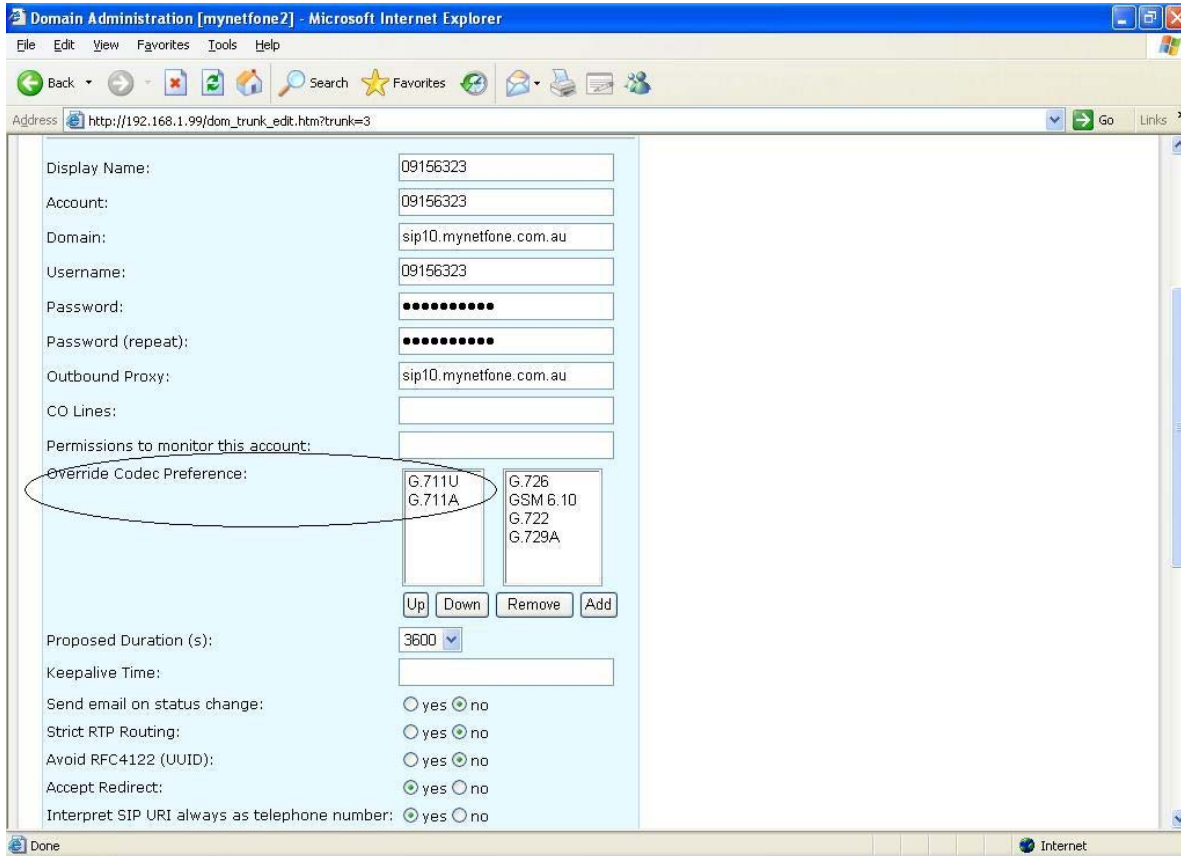 Domain Administration [mynetfone2] - Microsoft Internet Explorer
File Edit View Favorites Tools Help
Back Search Favorites
Address http://192.168.1.99/dom_trunk_edit.htm?trunk=3 Go Links
Display Name: 09156323
Account: 09156323
Domain: sip10.mynetfone.com.au
Username: 09156323
Password: ••••••••••
Password (repeat): ••••••••••
Outbound Proxy: sip10.mynetfone.com.au
CO Lines:
Permissions to monitor this account:
Override Codec Preference:
G.711U G.726
G.711A GSM 6.10
G.722
G.729A
Up Down Remove Add
Proposed Duration (s): 3600
Keepalive Time:
Send email on status change: yes no
Strict RTP Routing: yes no
Avoid RFC4122 (UUID): yes no
Accept Redirect: yes no
Interpret SIP URI always as telephone number: yes no
Done Internet